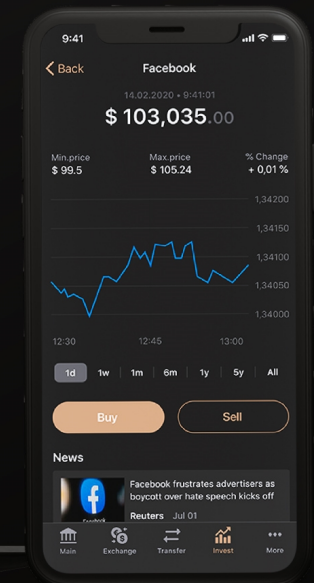 9:41
Back
Facebook
14.02.2020 • 9:41:01
$ 103,035.00
Min.price Max.price % Change
$ 99.5 $ 105.24 + 0,01 %
1,34200
1,34150
1,34100
1,34050
1,34000
12:30 12:45 13:00
1d 1w 1m 6m 1y 5y All
Buy Sell
News
Facebook frustrates advertisers as
boycott over hate speech kicks off
Facebook
Reuters Jul 01
Main Exchange Transfer Invest More